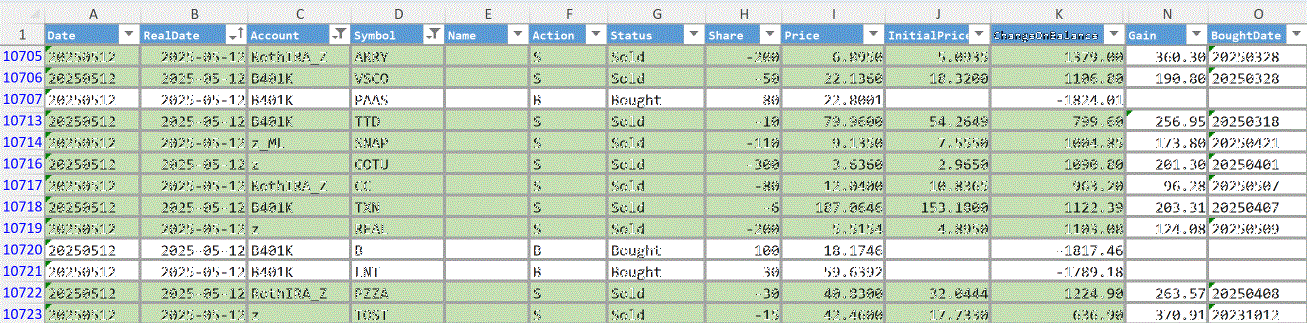 A B C D E F G H I J K N O
1 Date RealDate Account Symbol Name Action Status Share Price InitialPrice ChangeOnBalance Gain BoughtDate
10705 20250512 2025-05-12 RothIRA_Z ARRY S Sold -200 6.8950 5.0935 1379.00 360.30 20250328
10706 20250512 2025-05-12 B401K VSCO S Sold -50 22.1360 18.3200 1106.80 190.80 20250328
10707 20250512 2025-05-12 B401K PAAS B Bought 80 22.8001 -1824.01
10713 20250512 2025-05-12 B401K TTD S Sold -10 79.9600 54.2649 799.60 256.95 20250318
10714 20250512 2025-05-12 z_ML SNAP S Sold -110 9.1350 7.5550 1004.85 173.80 20250421
10716 20250512 2025-05-12 z COTY S Sold -300 3.6360 2.9650 1090.80 201.30 20250401
10717 20250512 2025-05-12 RothIRA_Z CC S Sold -80 12.0400 10.8365 963.20 96.28 20250507
10718 20250512 2025-05-12 B401K TXN S Sold -6 187.0646 153.1800 1122.39 203.31 20250407
10719 20250512 2025-05-12 z REAL S Sold -200 5.5154 4.8950 1103.08 124.08 20250509
10720 20250512 2025-05-12 B401K B B Bought 100 18.1746 -1817.46
10721 20250512 2025-05-12 B401K LNT B Bought 30 59.6392 -1789.18
10722 20250512 2025-05-12 RothIRA_Z PZZA S Sold -30 40.8300 32.0444 1224.90 263.57 20250408
10723 20250512 2025-05-12 z TOST S Sold -15 42.4600 17.7330 636.90 370.91 20231012